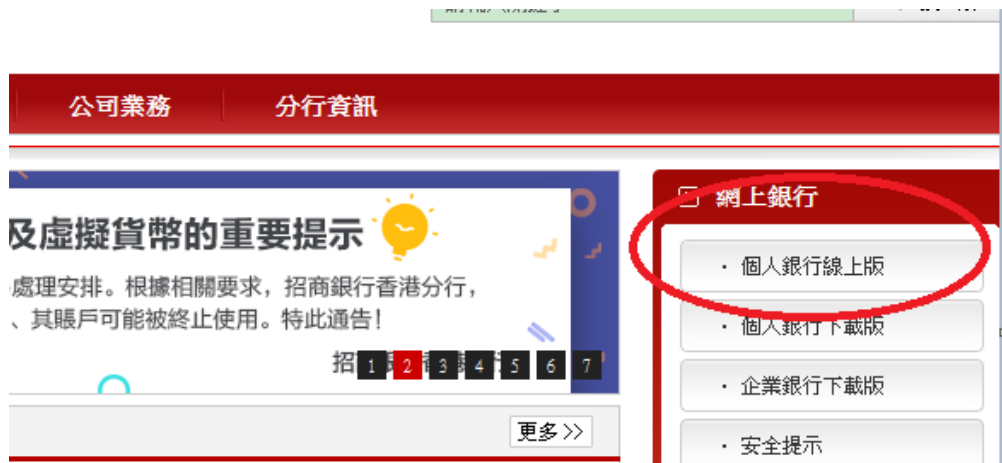 公司業務
分行資訊
及虛擬貨幣的重要提示
處理安排。根據相關要求，招商銀行香港分行，
、其賬戶可能被終止使用。特此通告！
招
1 2 3 4 5 6 7
更多>>
網上銀行
· 個人銀行線上版
· 個人銀行下載版
· 企業銀行下載版
· 安全提示